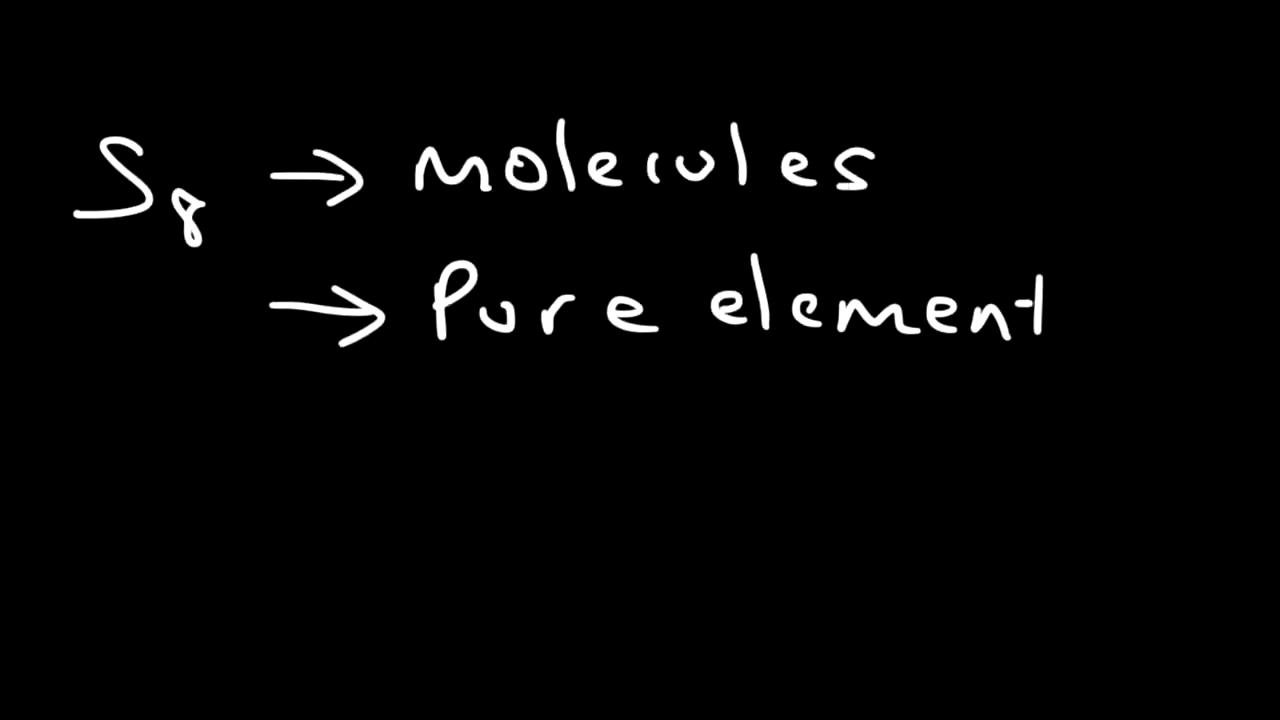 S₈ → molecules
→ Pure element